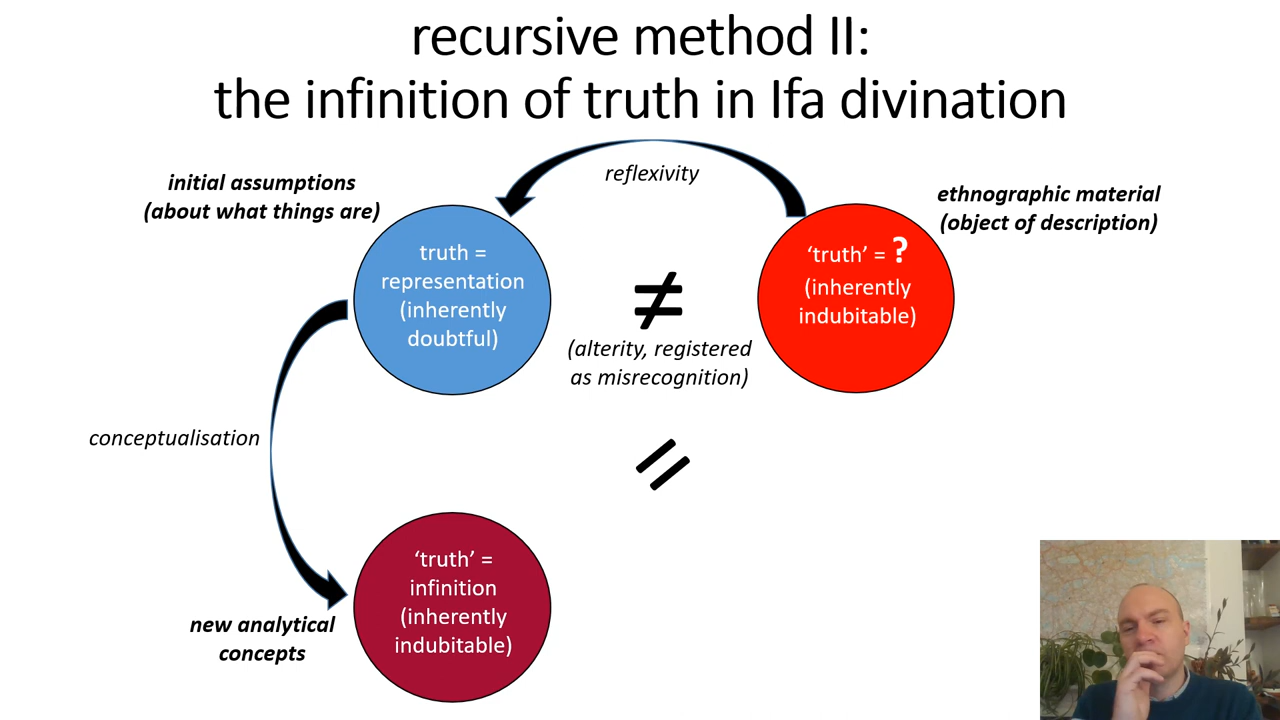 recursive method II:
the infinition of truth in Ifa divination
reflexivity
initial assumptions
(about what things are)
ethnographic material
(object of description)
truth =
representation
(inherently
doubtful)
≠
(alterity, registered
as misrecognition)
‘truth’ = ?
(inherently
indubitable)
conceptualisation
=
‘truth’ =
infinition
(inherently
indubitable)
new analytical
concepts